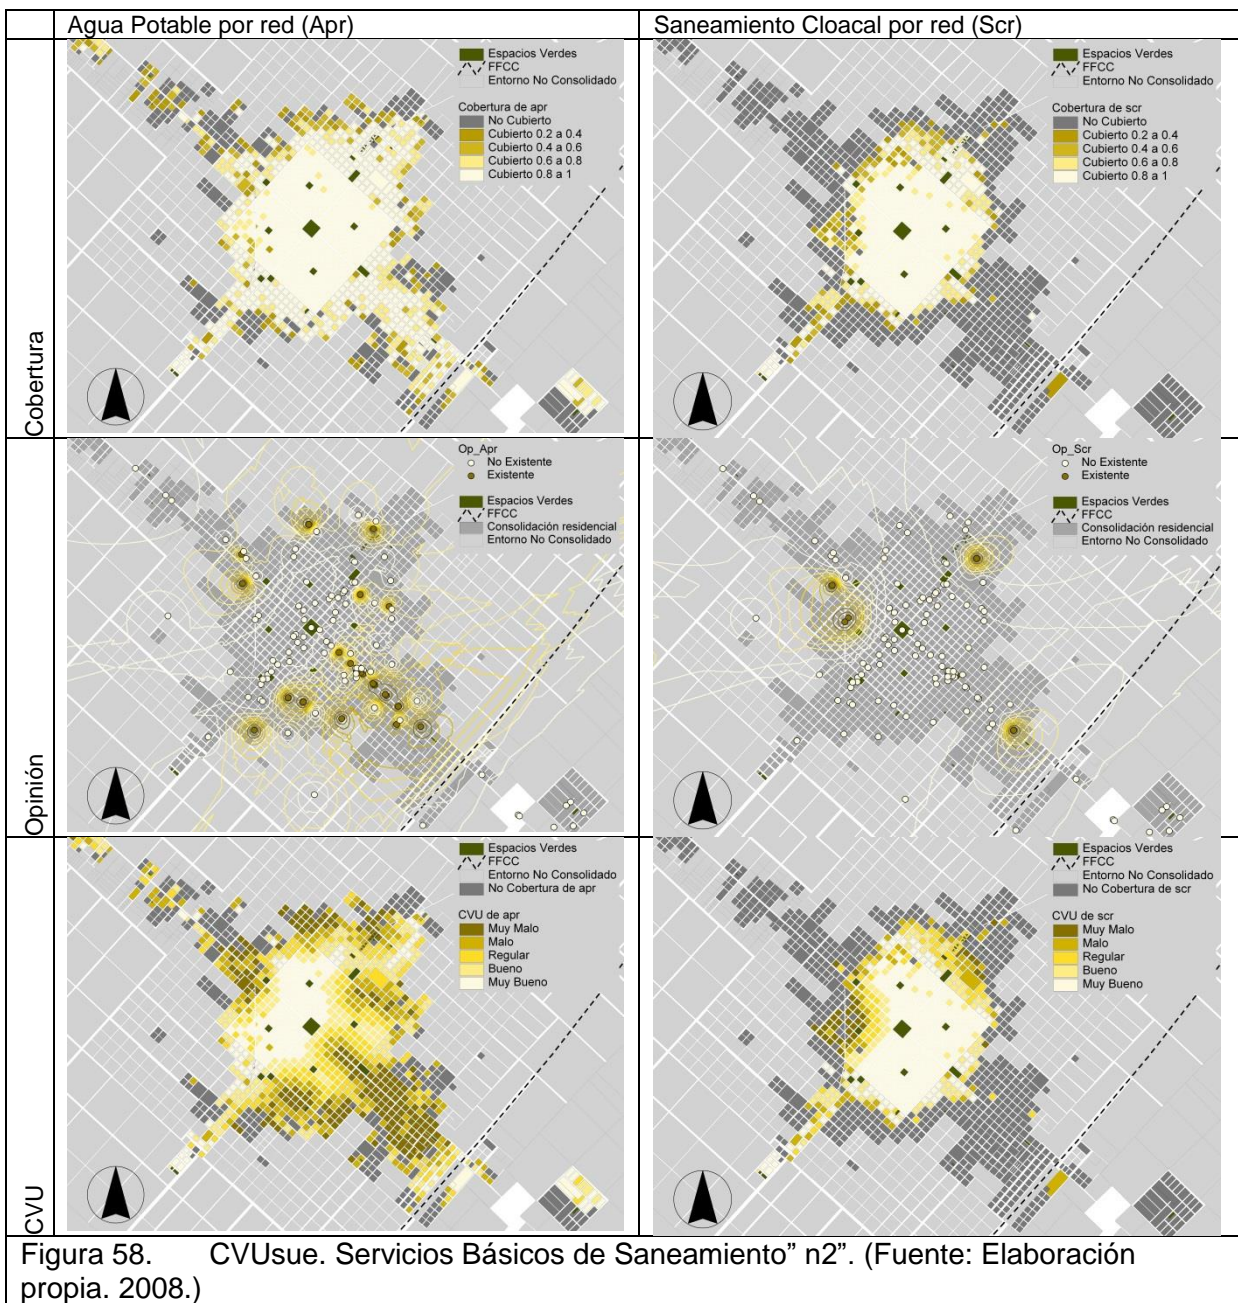 Agua Potable por red (Apr)
Saneamiento Cloacal por red (Scr)
Cobertura
Espacios Verdes
FFCC
Entorno No Consolidado
Cobertura de apr
No Cubierto
Cubierto 0.2 a 0.4
Cubierto 0.4 a 0.6
Cubierto 0.6 a 0.8
Cubierto 0.8 a 1
Espacios Verdes
FFCC
Entorno No Consolidado
Cobertura de scr
No Cubierto
Cubierto 0.2 a 0.4
Cubierto 0.4 a 0.6
Cubierto 0.6 a 0.8
Cubierto 0.8 a 1
Opinión
Op_Apr
No Existente
Existente
Espacios Verdes
FFCC
Consolidación residencial
Entorno No Consolidado
Op_Scr
No Existente
Existente
Espacios Verdes
FFCC
Consolidación residencial
Entorno No Consolidado
CVU
Espacios Verdes
FFCC
Entorno No Consolidado
No Cobertura de apr
CVU de apr
Muy Malo
Malo
Regular
Bueno
Muy Bueno
Espacios Verdes
FFCC
Entorno No Consolidado
No Cobertura de scr
CVU de scr
Muy Malo
Malo
Regular
Bueno
Muy Bueno
Figura 58. CVUsue. Servicios Básicos de Saneamiento” n2”. (Fuente: Elaboración
propia. 2008.)